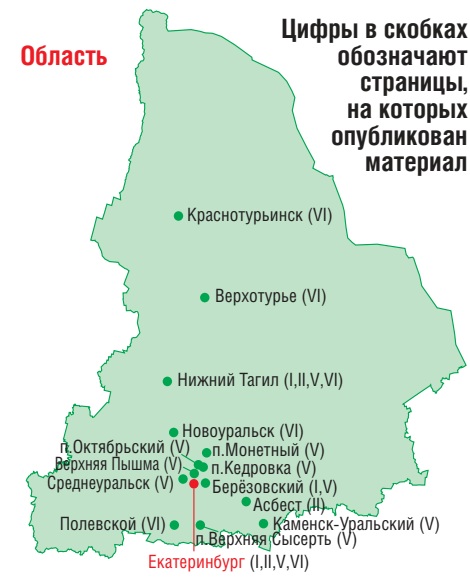 Область
Цифры в скобках
обозначают
страницы,
на которых
опубликован
материал
Краснотурьинск (VI)
Верхотурье (VI)
Нижний Тагил (I,II,V,VI)
Новоуральск (VI)
п.Октябрьский (V)
п.Монетный (V)
Верхняя Пышма (V)
п.Кедровка (V)
Среднеуральск (V)
Берёзовский (I,V)
Асбест (II)
Полевской (VI)
Каменск-Уральский (V)
п.Верхняя Сысерть (V)
Екатеринбург (I,II,V,VI)